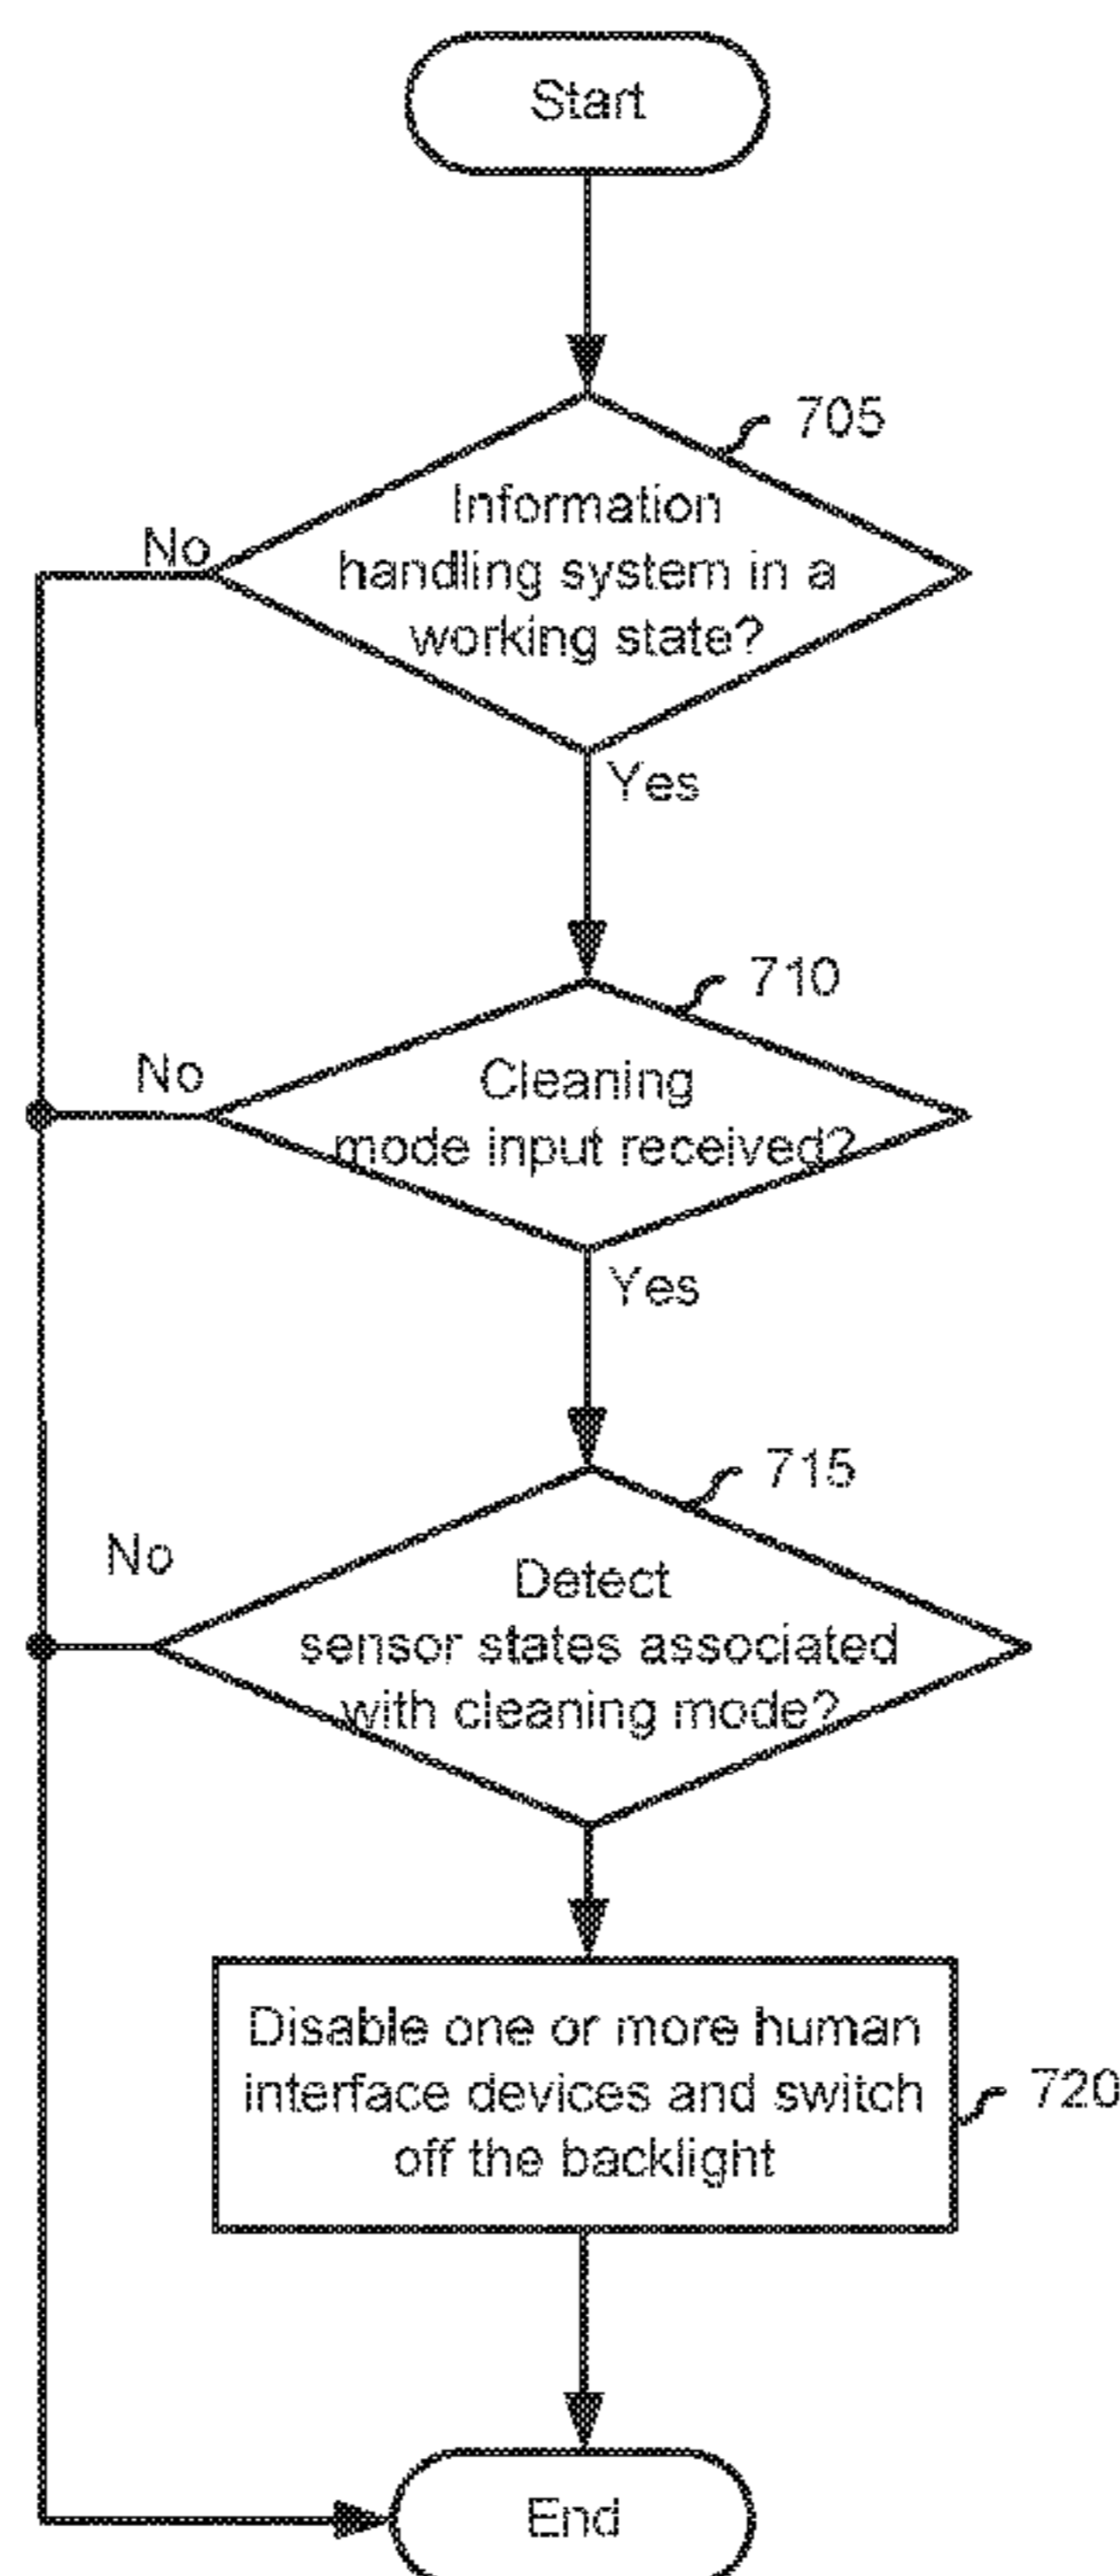 Start
705
Information
handling system in a
working state?
No
Yes
710
Cleaning
mode input received?
No
Yes
715
Detect
sensor states associated
with cleaning mode?
No
Disable one or more human
interface devices and switch
off the backlight
720
End